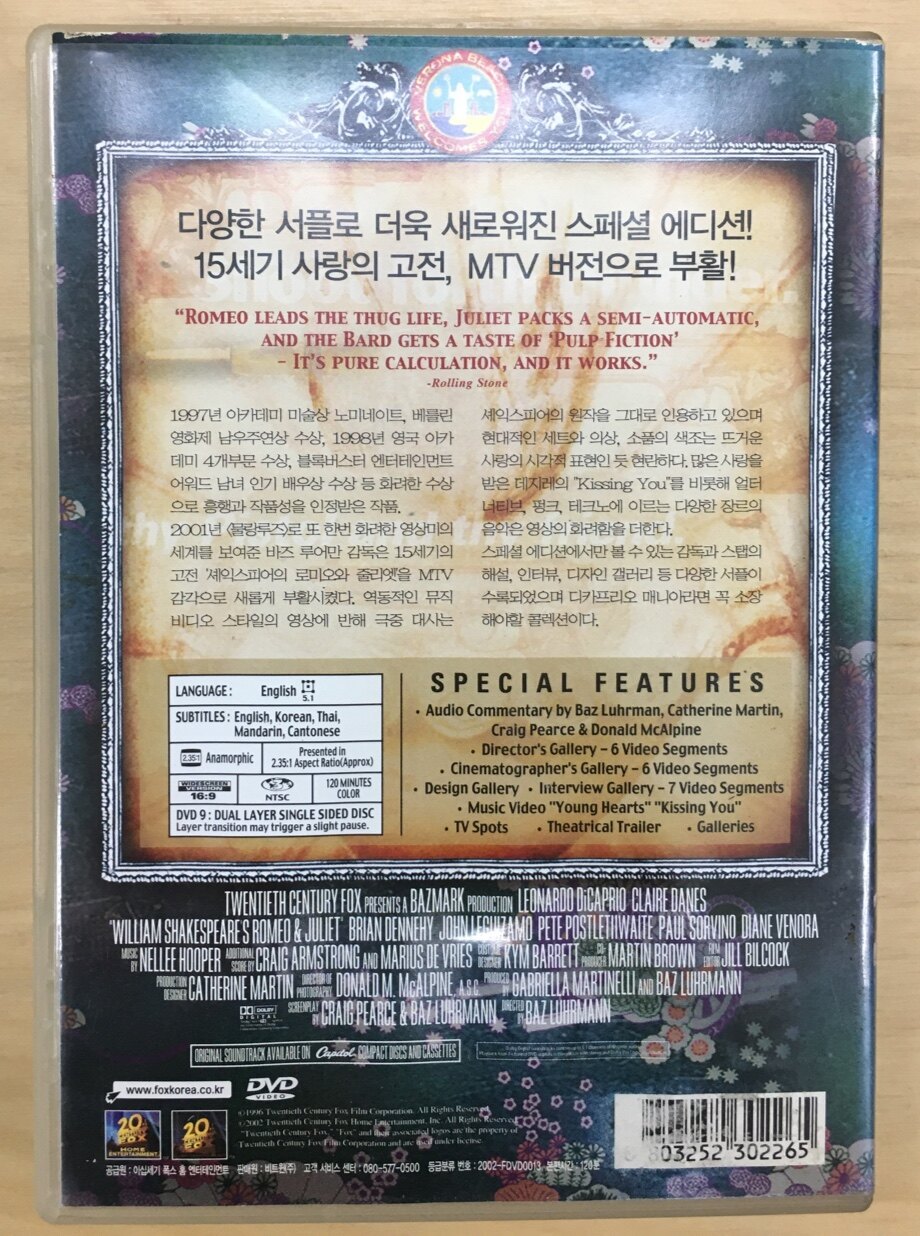 VERONA BEACH
WELCOMES YOU
다양한 서플로 더욱 새로워진 스페셜 에디션!
15세기 사랑의 고전, MTV 버전으로 부활!
“ROMEO LEADS THE THUG LIFE, JULIET PACKS A SEMI-AUTOMATIC,
AND THE BARD GETS A TASTE OF ‘PULP FICTION’
- IT'S PURE CALCULATION, AND IT WORKS.”
-Rolling Stone
1997년 아카데미 미술상 노미네이트, 베를린
영화제 남우주연상 수상, 1998년 영국 아카
데미 4개부문 수상, 블록버스터 엔터테인먼트
어워드 남녀 인기 배우상 수상 등 화려한 수상
으로 흥행과 작품성을 인정받은 작품.
2001년 〈물랑루즈〉로 또 한번 화려한 영상미의
세계를 보여준 바즈 루어만 감독은 15세기의
고전 '셰익스피어의 로미오와 줄리엣'을 MTV
감각으로 새롭게 부활시켰다. 역동적인 뮤직
비디오 스타일의 영상에 반해 극중 대사는
셰익스피어의 원작을 그대로 인용하고 있으며
현대적인 세트와 의상, 소품의 색조는 뜨거운
사랑의 시각적 표현인 듯 현란하다. 많은 사랑을
받은 데지레의 "Kissing You"를 비롯해 얼터
너티브, 펑크, 테크노에 이르는 다양한 장르의
음악은 영상의 화려함을 더한다.
스페셜 에디션에서만 볼 수 있는 감독과 스탭의
해설, 인터뷰, 디자인 갤러리 등 다양한 서플이
수록되었으며 디카프리오 매니아라면 꼭 소장
해야할 콜렉션이다.
LANGUAGE : English 5.1
SUBTITLES : English, Korean, Thai,
Mandarin, Cantonese
2.35:1 Anamorphic
Presented in
2.35:1 Aspect Ratio(Approx)
WIDESCREEN
VERSION
16:9
NTSC
120 MINUTES
COLOR
DVD 9 : DUAL LAYER SINGLE SIDED DISC
Layer transition may trigger a slight pause.
SPECIAL FEATURES
· Audio Commentary by Baz Luhrman, Catherine Martin,
Craig Pearce & Donald McAlpine
· Director's Gallery – 6 Video Segments
· Cinematographer's Gallery – 6 Video Segments
· Design Gallery · Interview Gallery – 7 Video Segments
· Music Video "Young Hearts" "Kissing You"
· TV Spots · Theatrical Trailer · Galleries
TWENTIETH CENTURY FOX PRESENTS A BAZMARK PRODUCTION LEONARDO DiCAPRIO CLAIRE DANES
"WILLIAM SHAKESPEARE'S ROMEO & JULIET" BRIAN DENNEHY JOHN LEGUIZAMO PETE POSTLETHWAITE PAUL SORVINO DIANE VENORA
MUSIC BY NELLEE HOOPER ADDITIONAL SCORE BY CRAIG ARMSTRONG AND MARIUS DE VRIES COSTUME DESIGNER KYM BARRETT CO-PRODUCER MARTIN BROWN FILM EDITOR JILL BILCOCK
PRODUCTION DESIGNER CATHERINE MARTIN DIRECTOR OF PHOTOGRAPHY DONALD M. McALPINE, A.S.C. PRODUCED BY GABRIELLA MARTINELLI AND BAZ LUHRMANN
DOLBY DIGITAL SCREENPLAY BY CRAIG PEARCE & BAZ LUHRMANN DIRECTED BY BAZ LUHRMANN
ORIGINAL SOUNDTRACK AVAILABLE ON Capitol COMPACT DISCS AND CASSETTES
www.foxkorea.co.kr
DVD VIDEO
20th CENTURY FOX HOME ENTERTAINMENT
20th CENTURY FOX
©1996 Twentieth Century Fox Film Corporation. All Rights Reserved.
©2002 Twentieth Century Fox Home Entertainment, Inc. All Rights Reserved.
"Twentieth Century Fox," "Fox" and their associated logos are the property of
Twentieth Century Fox Film Corporation and are used under license.
8 803252 302265
공급원 : 이십세기 폭스 홈 엔터테인먼트 판매원 : 비트윈(주) 고객 서비스 센터 : 080-577-0500 등급분류 번호 : 2002-FDVD0013 본편시간 : 120분